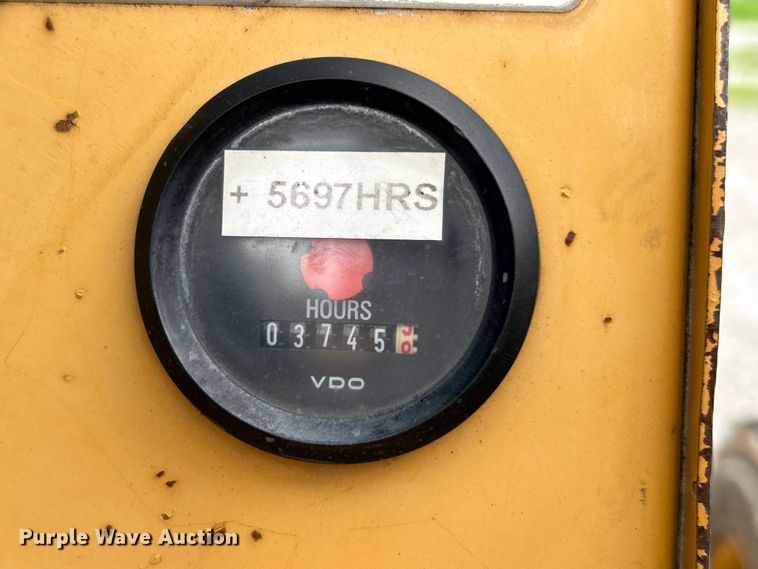 + 5697HRS
HOURS
03745
VDO
Purple Wave Auction